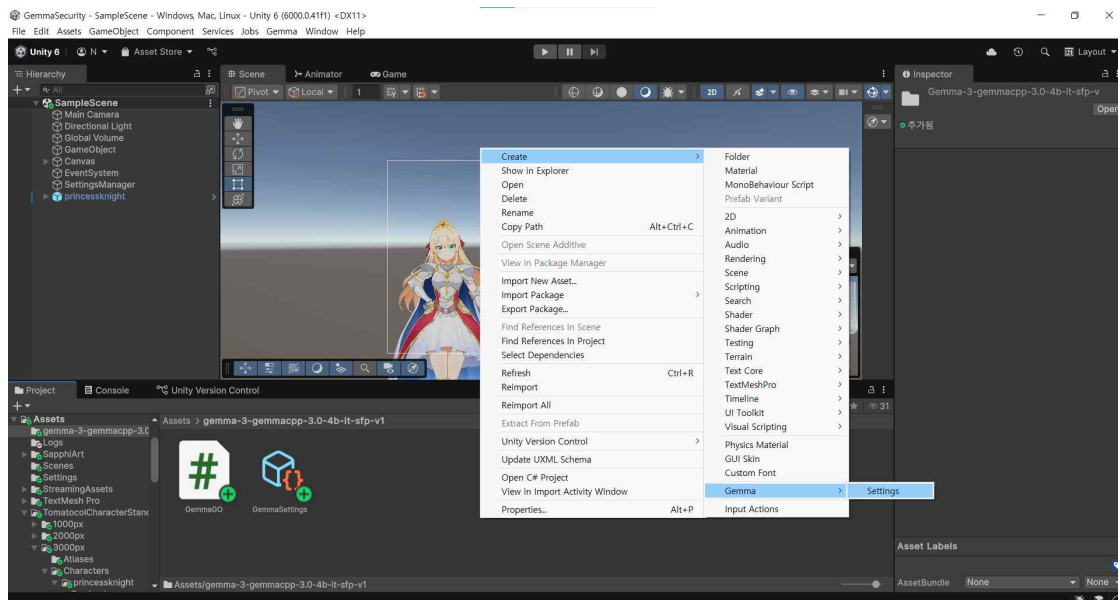 GemmaSecurity - SampleScene - Windows, Mac, Linux - Unity 6 (6000.0.41f1) <DX11>
File Edit Assets GameObject Component Services Jobs Gemma Window Help
Unity 6 N Asset Store Layout
Hierarchy
Scene Animator Game
Inspector
All
Pivot Local 1 2D
Gemma-3-gemmacpp-3.0-4b-it-sfp-v
Open
추가됨
SampleScene
Main Camera
Directional Light
Global Volume
GameObject
Canvas
EventSystem
SettingsManager
princessknight
Create
Show in Explorer
Open
Delete
Rename
Copy Path Alt+Ctrl+C
Open Scene Additive
View in Package Manager
Import New Asset...
Import Package
Export Package...
Find References In Scene
Find References In Project
Select Dependencies
Refresh Ctrl+R
Reimport
Reimport All
Extract From Prefab
Unity Version Control
Update UXML Schema
Open C# Project
View in Import Activity Window
Properties... Alt+P
Folder
Material
MonoBehaviour Script
Prefab Variant
2D
Animation
Audio
Rendering
Scene
Scripting
Search
Shader
Shader Graph
Testing
Terrain
Text Core
TextMeshPro
Timeline
UI Toolkit
Visual Scripting
Physics Material
GUI Skin
Custom Font
Gemma
Input Actions
Settings
Project Console Unity Version Control
31
Assets
gemma-3-gemmacpp-3.0
Logs
SapphiArt
Scenes
Settings
StreamingAssets
TextMesh Pro
TomatocolCharacterStand
1000px
2000px
3000px
Atlases
Characters
princessknight
Assets > gemma-3-gemmacpp-3.0-4b-it-sfp-v1
#
GemmaGO
GemmaSettings
Assets/gemma-3-gemmacpp-3.0-4b-it-sfp-v1
Asset Labels
AssetBundle None None